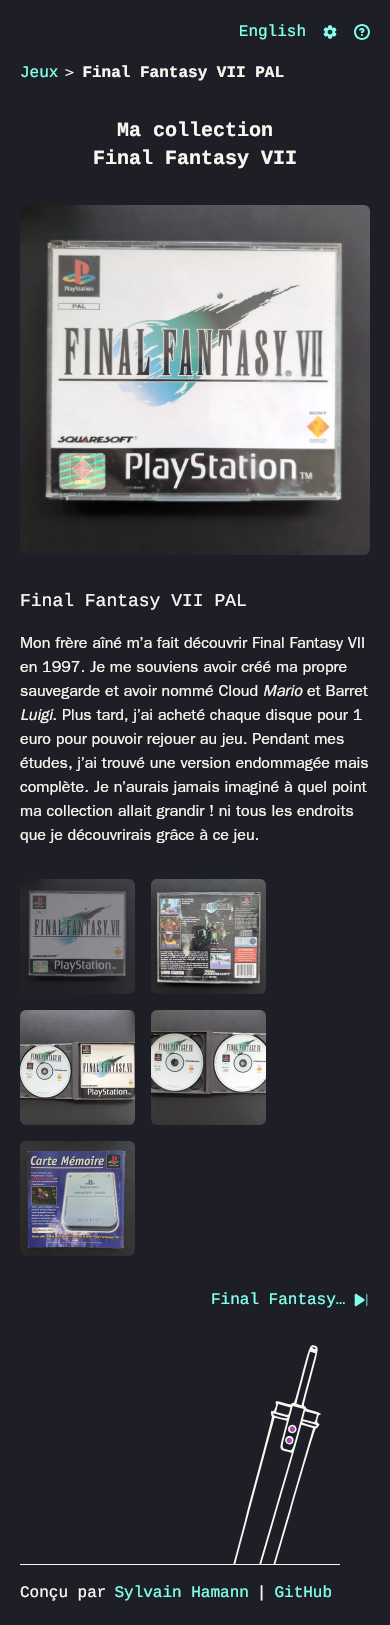 English
Jeux > Final Fantasy VII PAL
Ma collection
Final Fantasy VII
PlayStation
PAL
FINAL FANTASY. VII
SONY
SQUARESOFT
PlayStation™
Final Fantasy VII PAL
Mon frère aîné m’a fait découvrir Final Fantasy VII
en 1997. Je me souviens avoir créé ma propre
sauvegarde et avoir nommé Cloud Mario et Barret
Luigi. Plus tard, j’ai acheté chaque disque pour 1
euro pour pouvoir rejouer au jeu. Pendant mes
études, j’ai trouvé une version endommagée mais
complète. Je n’aurais jamais imaginé à quel point
ma collection allait grandir ! ni tous les endroits
que je découvrirais grâce à ce jeu.
FINAL FANTASY. VII
PlayStation
FINAL FANTASY VII
PlayStation
Carte Mémoire
Final Fantasy…
Conçu par Sylvain Hamann | GitHub